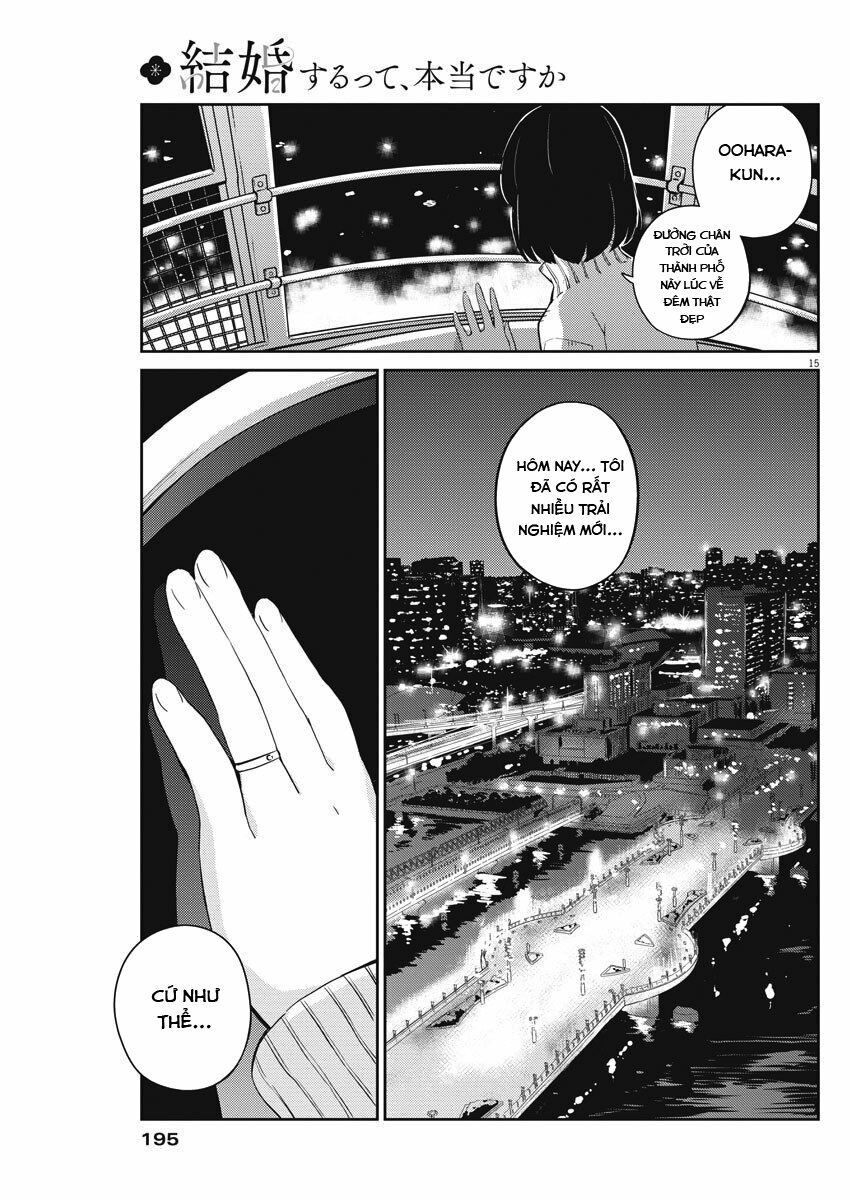 結婚するって、本当ですか
OOHARA-
KUN...
ĐƯỜNG CHÂN
TRỜI CỦA
THÀNH PHỐ
NÀY LÚC VỀ
ĐÊM THẬT
ĐẸP
15
HÔM NAY... TÔI
ĐÃ CÓ RẤT
NHIỀU TRẢI
NGHIỆM MỚI...
CỨ NHƯ
THỂ...
195